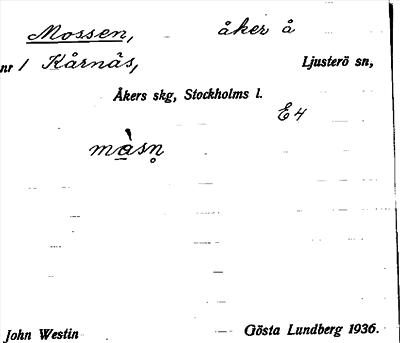 Mossen, åker å
nr 1 Kårnäs, Ljusterö sn,
Åkers skg, Stockholms l.
E4
måsn̥
John Westin Gösta Lundberg 1936.